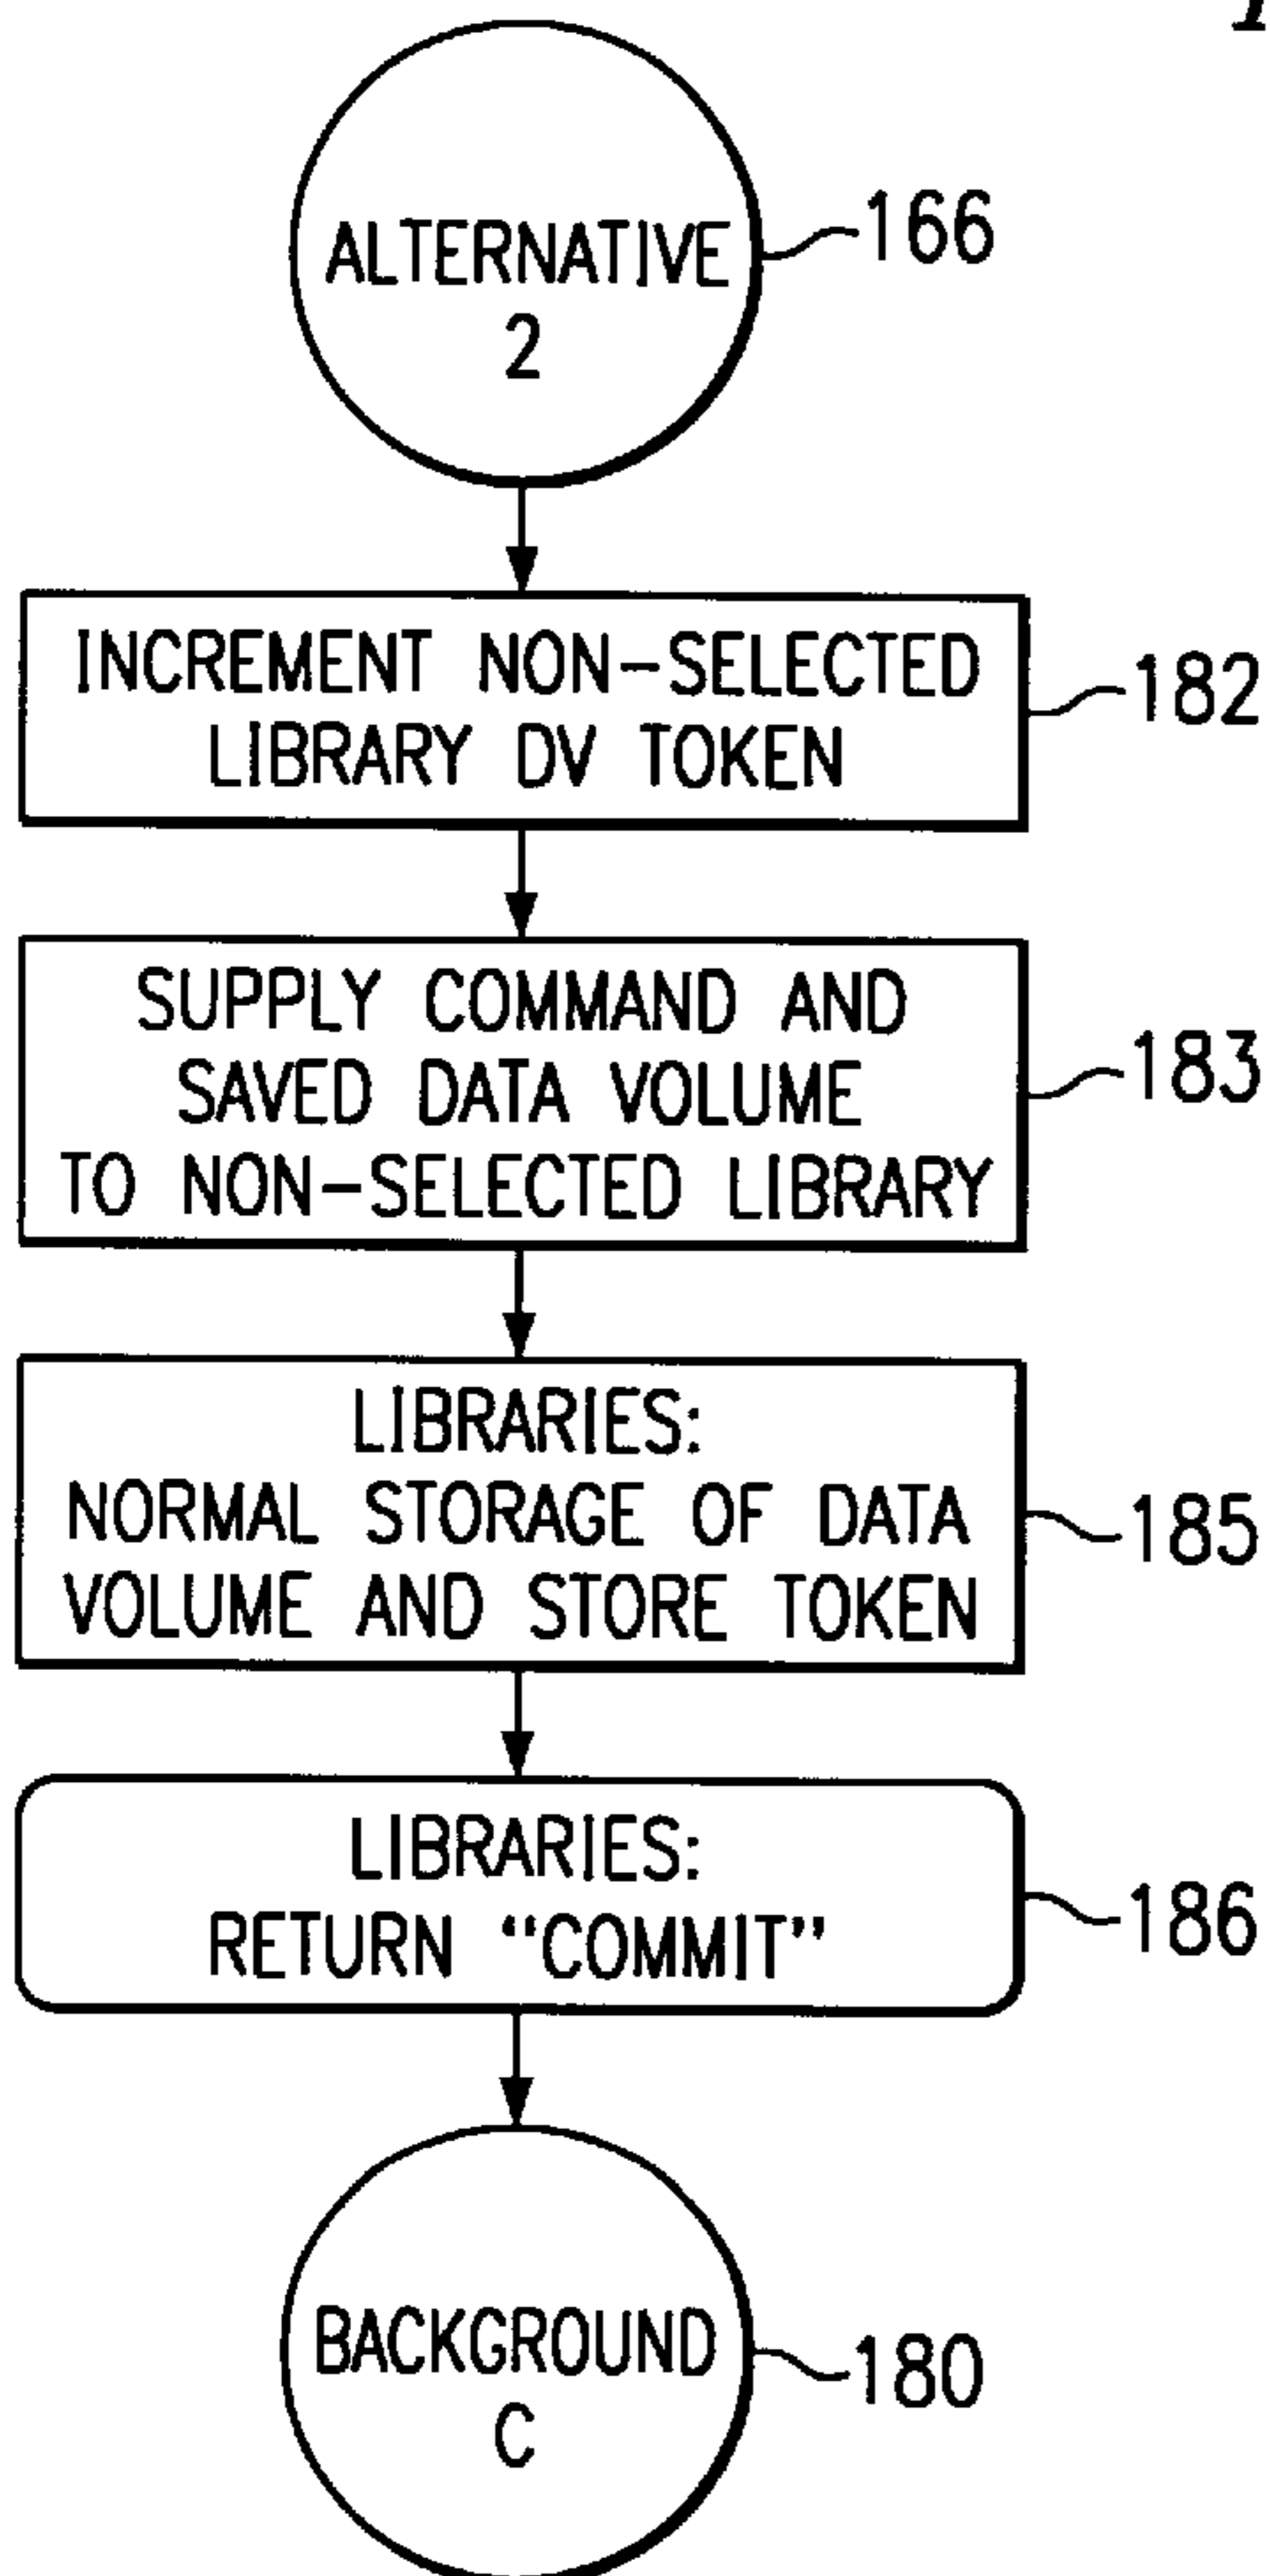 ALTERNATIVE
2
166
INCREMENT NON-SELECTED
LIBRARY DV TOKEN
182
SUPPLY COMMAND AND
SAVED DATA VOLUME
TO NON-SELECTED LIBRARY
183
LIBRARIES:
NORMAL STORAGE OF DATA
VOLUME AND STORE TOKEN
185
LIBRARIES:
RETURN “COMMIT”
186
BACKGROUND
C
180